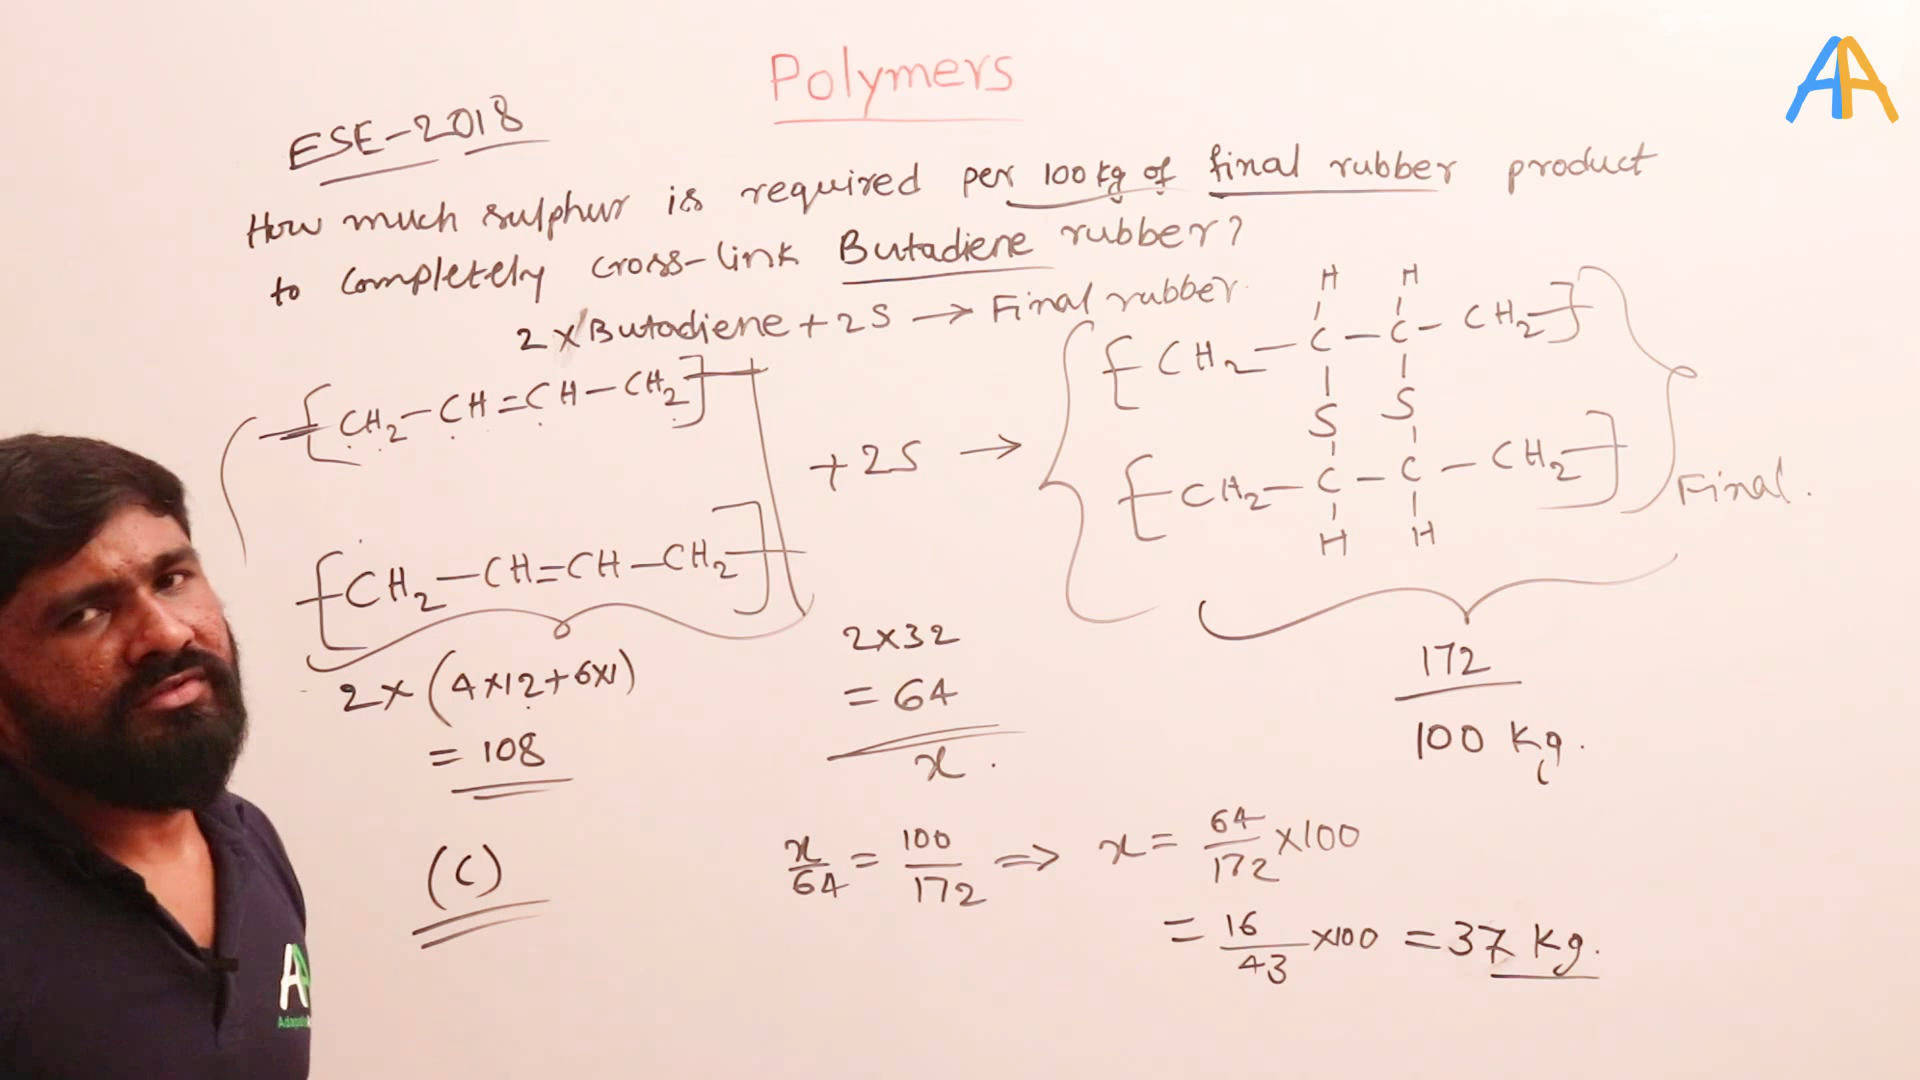 Polymers
AA
ESE-2018
How much sulphur is required per 100 kg of final rubber product
to completely cross-link Butadiene rubber?
2 x Butadiene + 2S → Final rubber
[CH2-CH=CH-CH2]
[CH2-CH=CH-CH2]
+2S →
H H
[CH2-C-C-CH2]
S S
[CH2-C-C-CH2]
H H
Final.
2x(4x12+6x1)
= 108
2x32
= 64
x.
172
100 kg.
(C)
x/64 = 100/172 ⇒ x = 64/172 x100
= 16/43 x100 = 37 kg.
AA